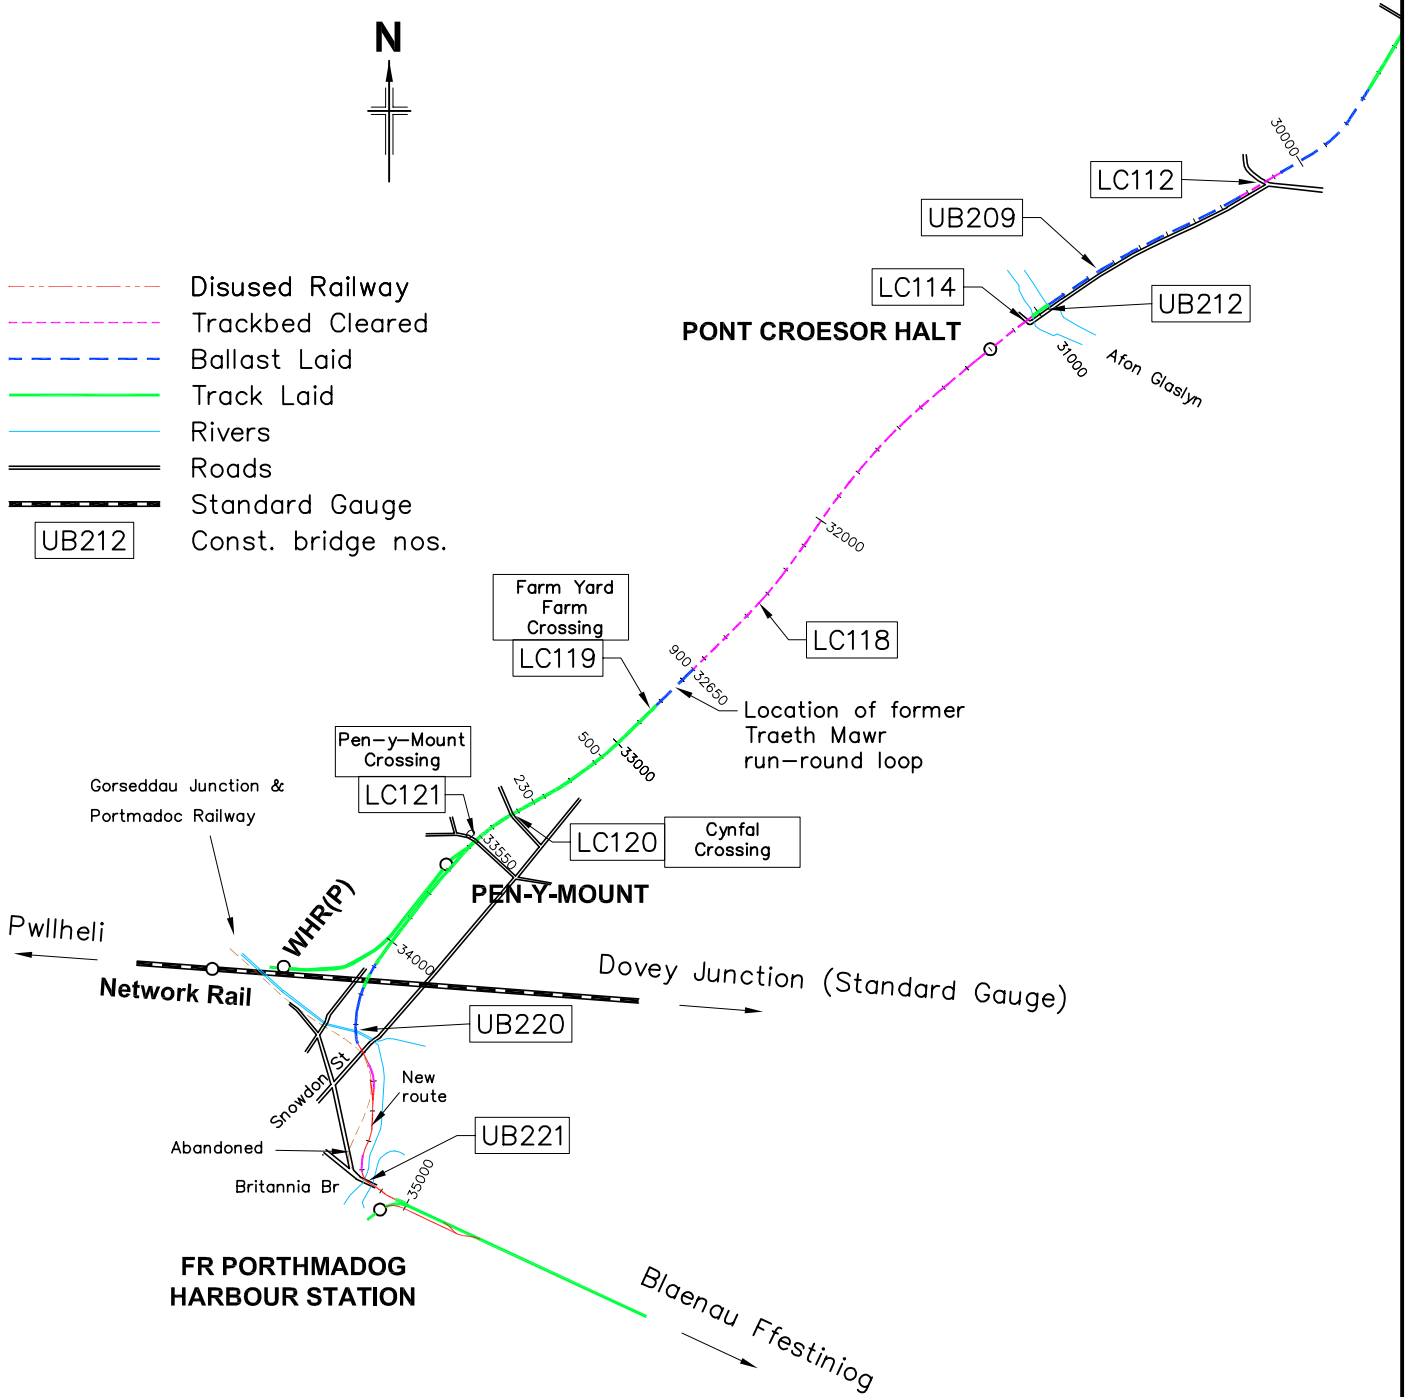 N
30000
LC112
UB209
LC114
UB212
PONT CROESOR HALT
31000
Afon Glaslyn
Disused Railway
Trackbed Cleared
Ballast Laid
Track Laid
Rivers
Roads
Standard Gauge
UB212
Const. bridge nos.
32000
Farm Yard
Farm
Crossing
LC119
LC118
900
32650
Location of former
Traeth Mawr
run-round loop
500
33000
230
Pen-y-Mount
Crossing
LC121
Gorseddau Junction &
Portmadoc Railway
LC120
Cynfal
Crossing
33550
PEN-Y-MOUNT
WHR(P)
Pwllheli
34000
Network Rail
Dovey Junction (Standard Gauge)
UB220
Snowdon St
New
route
UB221
Abandoned
Britannia Br
35000
FR PORTHMADOG
HARBOUR STATION
Blaenau Ffestiniog